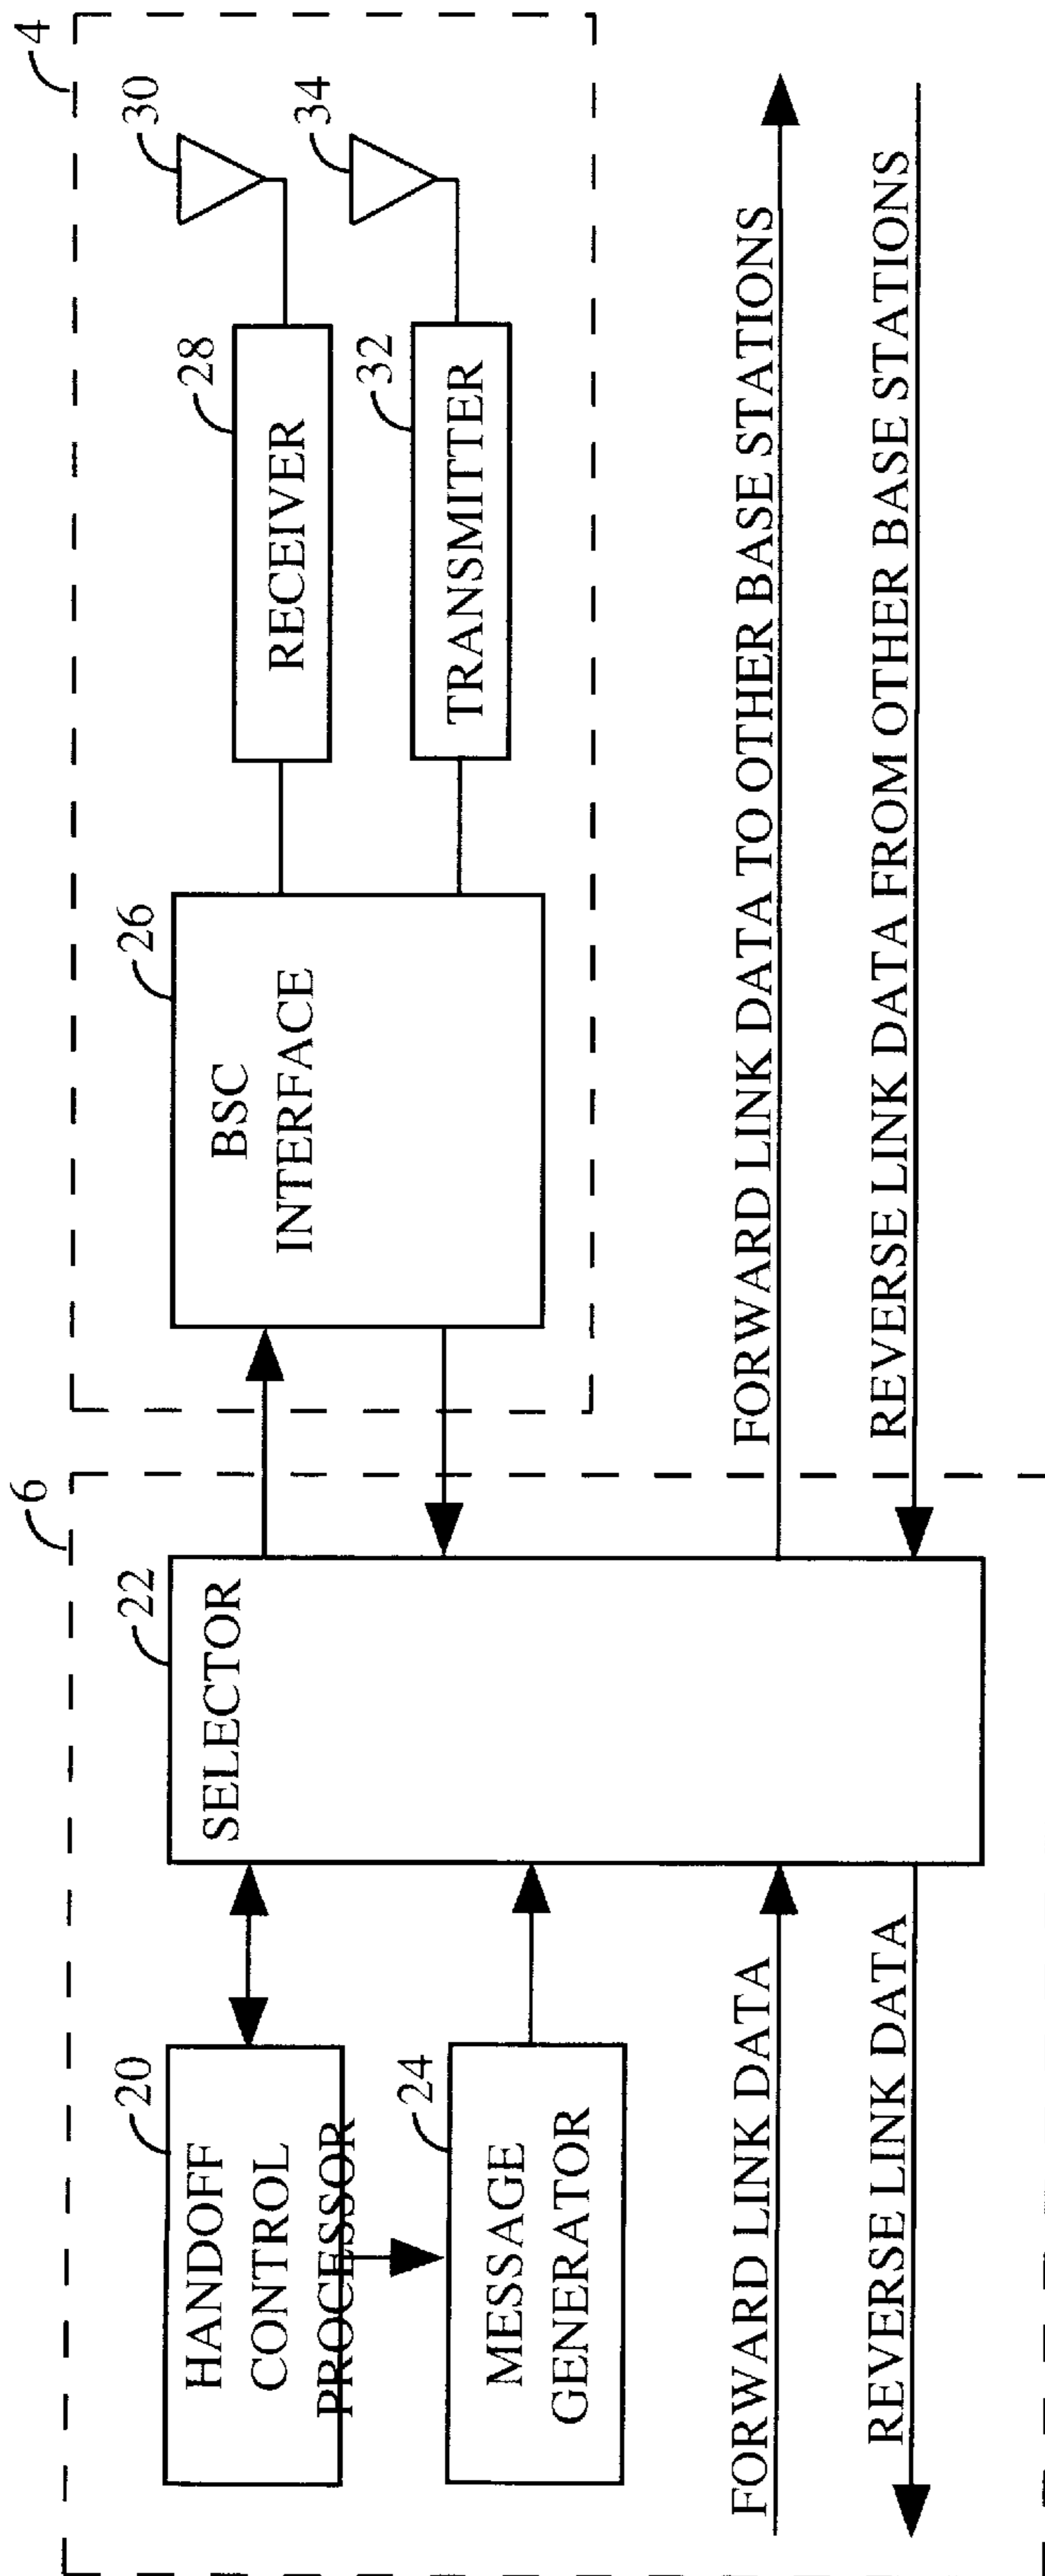 6
4
20
HANDOFF
CONTROL
PROCESSOR
22
SELECTOR
26
BSC
INTERFACE
28
RECEIVER
30
24
MESSAGE
GENERATOR
32
TRANSMITTER
34
FORWARD LINK DATA
FORWARD LINK DATA TO OTHER BASE STATIONS
REVERSE LINK DATA
REVERSE LINK DATA FROM OTHER BASE STATIONS